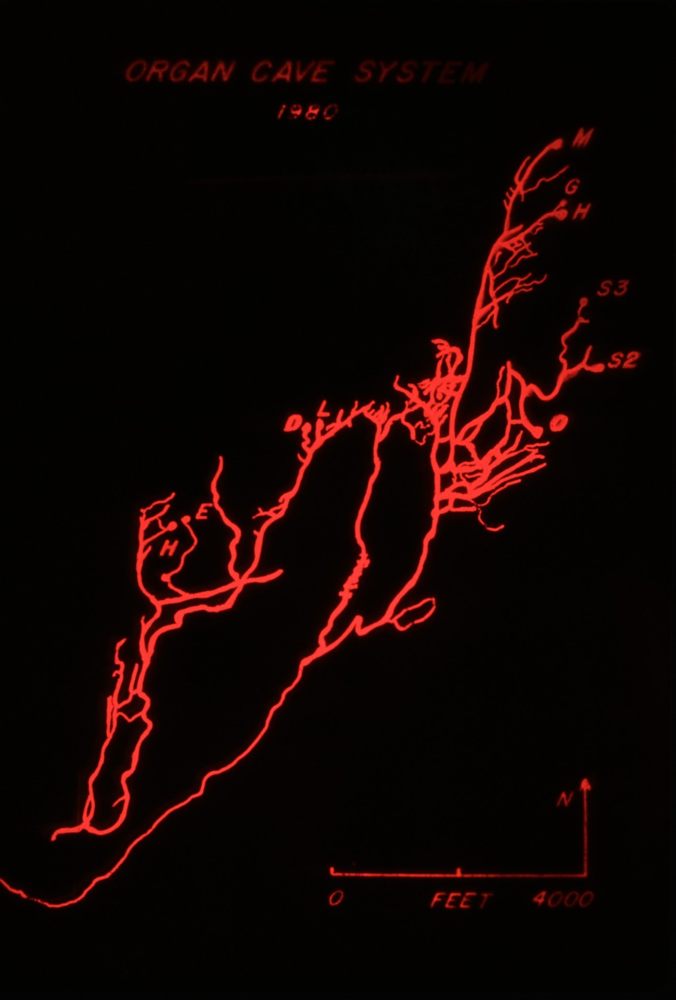 ORGAN CAVE SYSTEM
1980
M
G
H
S3
S2
O
L
D
E
H
N
0 FEET 4000